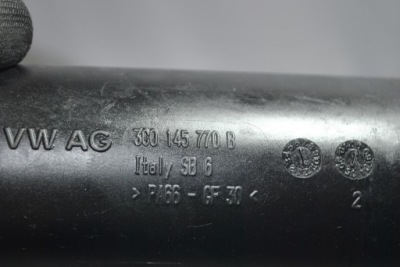 VW AG 3C0 145 770 B
Italy SB 6
> PA66 - GF 30 <
2